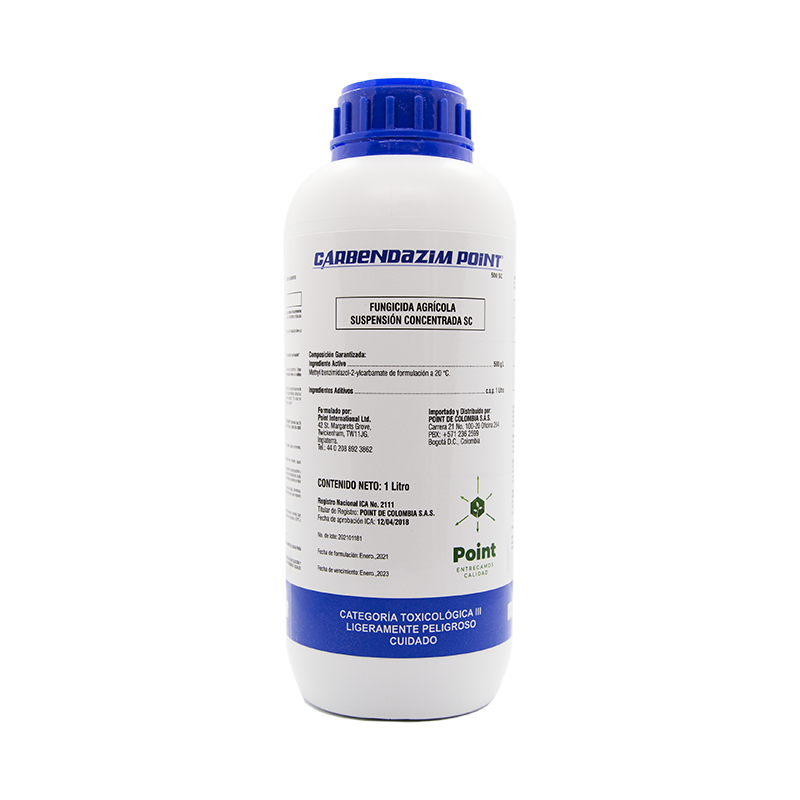 CARBENDAZIM POINT
500 SC
FUNGICIDA AGRÍCOLA
SUSPENSIÓN CONCENTRADA SC
Composición Garantizada:
Ingrediente Activo 500 g/L
Methyl benzimidazol-2-ylcarbamate de formulación a 20 °C.
Ingredientes Aditivos c.s.p. 1 Litro
Formulado por:
Point International Ltd.
42 St. Margarets Grove,
Twickenham, TW11JG.
Inglaterra.
Tel.: 44 0 208 892 3862
Importado y Distribuido por:
POINT DE COLOMBIA S.A.S.
Carrera 21 No. 100-20 Oficina 204
PBX: +571 236 2599
Bogotá D.C., Colombia
CONTENIDO NETO: 1 Litro
Registro Nacional ICA No. 2111
Titular de Registro: POINT DE COLOMBIA S.A.S.
Fecha de aprobación ICA: 12/04/2018
No. de lote: 202101181
Fecha de formulación: Enero.,2021
Fecha de vencimiento: Enero.,2023
Point
ENTREGAMOS
CALIDAD
CATEGORÍA TOXICOLÓGICA III
LIGERAMENTE PELIGROSO
CUIDADO